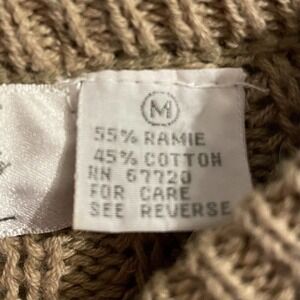 M
55% RAMIE
45% COTTON
RN 67720
FOR CARE
SEE REVERSE